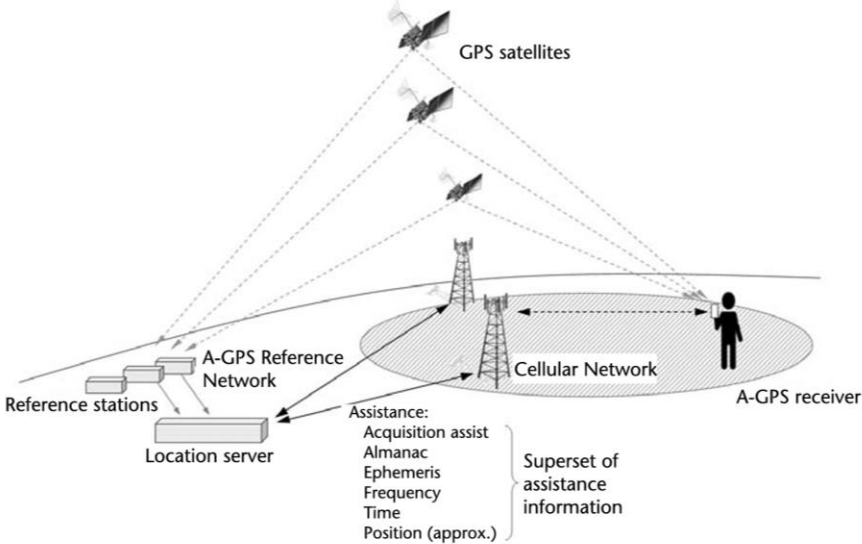 GPS satellites
A-GPS Reference
Network
Reference stations
Cellular Network
A-GPS receiver
Location server
Assistance:
Acquisition assist
Almanac
Ephemeris
Frequency
Time
Position (approx.)
Superset of
assistance
information